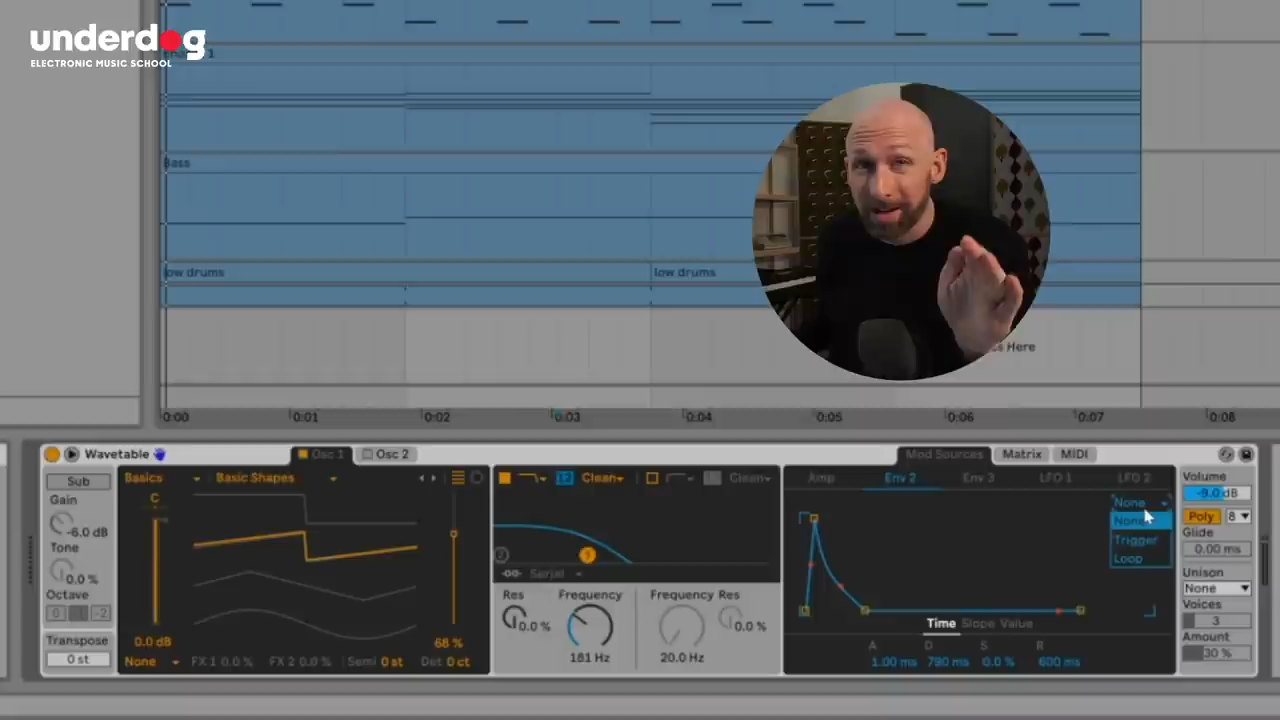 underdog
ELECTRONIC MUSIC SCHOOL
Bass
low drums
low drums
Here
0:00
0:01
0:02
0:03
0:04
0:05
0:06
0:07
0:08
Wavetable
Osc 1
Osc 2
Mod Sources
Matrix
MIDI
Sub
Gain
-6.0 dB
Tone
0.0 %
Octave
0
-2
Transpose
0 st
Basics
Basic Shapes
C
0.0 dB
68 %
None
FX 1 0.0 %
FX 2 0.0 %
Semi 0 st
Det 0 ct
12
Clean
Clean
2
1
Serial
Res
0.0 %
Frequency
181 Hz
Frequency
20.0 Hz
Res
0.0 %
Amp
Env 2
Env 3
LFO 1
LFO 2
None
None
Trigger
Loop
Time Slope Value
A
D
S
R
1.00 ms
790 ms
0.0 %
600 ms
Volume
-9.0 dB
Poly
8
Glide
0.00 ms
Unison
None
Voices
3
Amount
30 %